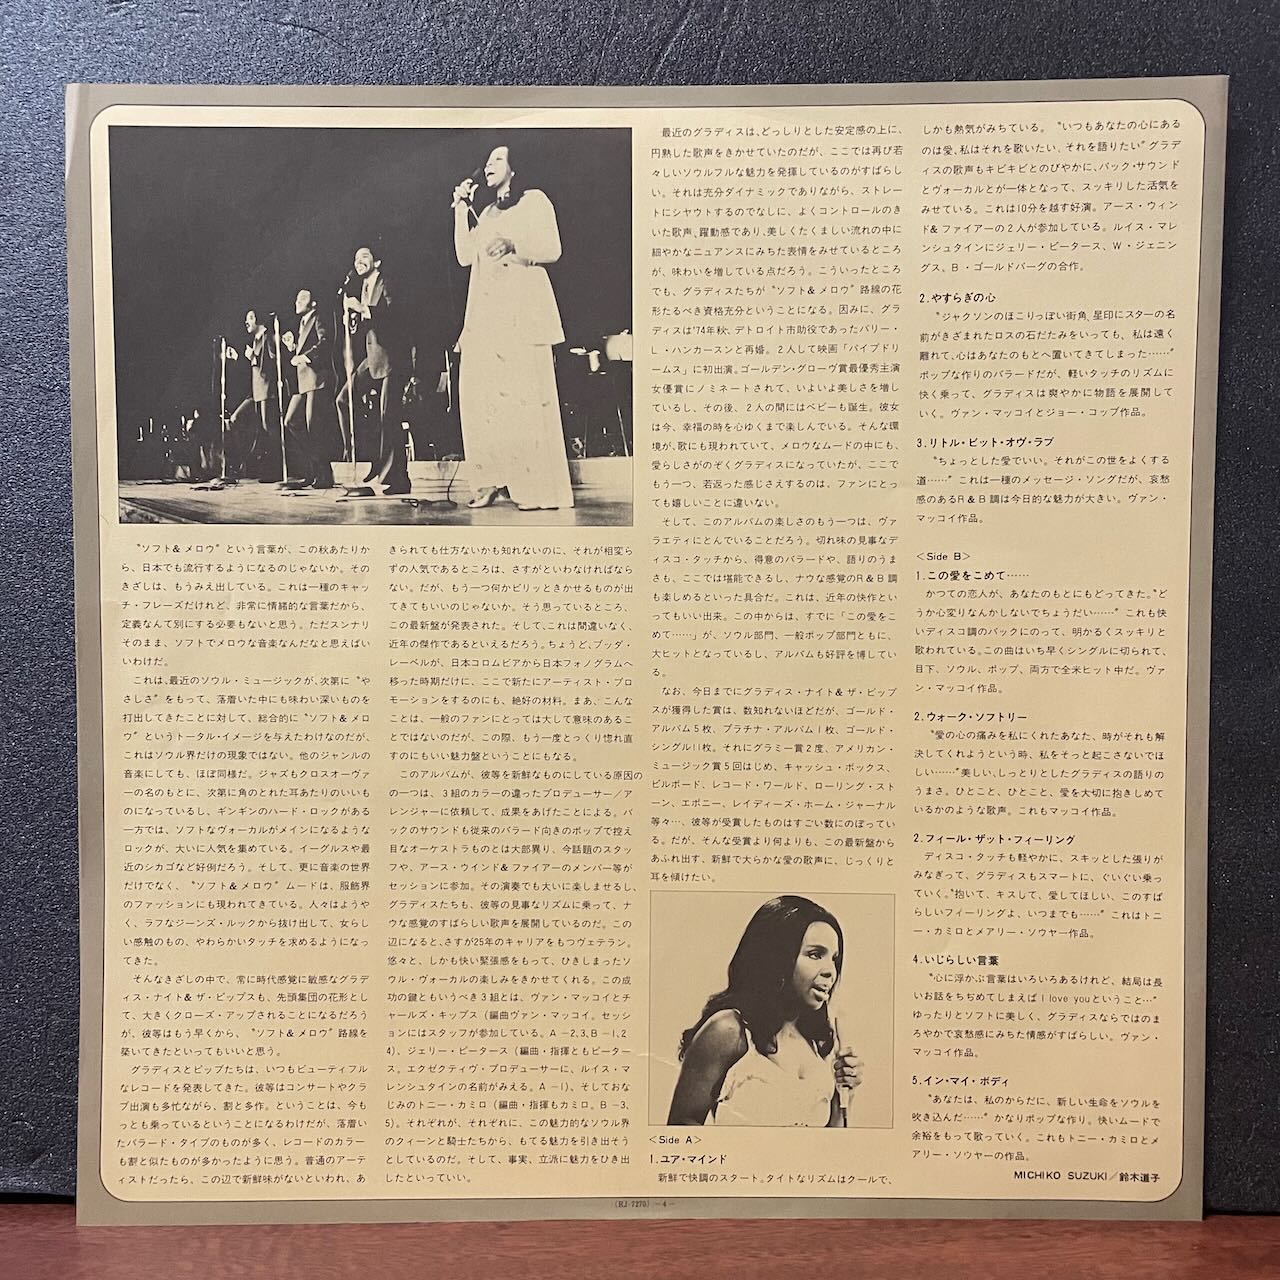 〝ソフト& メロウ〟という言葉が、この秋あたりか
ら、日本でも流行するようになるのじゃないか。その
きざしは、もうみえ出している。これは一種のキャッ
チ・フレーズだけれど、非常に情緒的な言葉だから、
定義なんて別にする必要もないと思う。ただスンナリ
そのまま、ソフトでメロウな音楽なんだなと思えばい
いわけだ。
これは、最近のソウル・ミュージックが、次第に〝や
さしさ〟をもって、落着いた中にも味わい深いものを
打出してきたことに対して、総合的に〝ソフト& メロ
ウ〟というトータル・イメージを与えたわけなのだが、
これはソウル界だけの現象ではない。他のジャンルの
音楽にしても、ほぼ同様だ。ジャズもクロスオーヴァ
ーの名のもとに、次第に角のとれた耳あたりのいいも
のになっているし、ギンギンのハード・ロックがある
一方では、ソフトなヴォーカルがメインになるような
ロックが、大いに人気を集めている。イーグルスや最
近のシカゴなど好例だろう。そして、更に音楽の世界
だけでなく、〝ソフト& メロウ〟ムードは、服飾界
のファッションにも現われてきている。人々はようや
く、ラフなジーンズ・ルックから抜け出して、女らし
い感触のもの、やわらかいタッチを求めるようになっ
てきた。
そんなきざしの中で、常に時代感覚に敏感なグラデ
ィス・ナイト& ザ・ピップスも、先頭集団の花形とし
て、大きくクローズ・アップされることになるだろう
が、彼等はもう早くから、〝ソフト& メロウ〟路線を
築いてきたといってもいいと思う。
グラディスとピップたちは、いつもビューティフル
なレコードを発表してきた。彼等はコンサートやクラ
ブ出演も多忙ながら、割と多作。ということは、今も
っとも乗っているということになるわけだが、落着い
たバラード・タイプのものが多く、レコードのカラー
も割と似たものが多かったように思う。普通のアーテ
ィストだったら、この辺で新鮮味がないといわれ、あ
きられても仕方ないかも知れないのに、それが相変ら
ずの人気であるところは、さすがといわなければなら
ない。だが、もう一つ何かピリッときかせるものが出
てきてもいいのじゃない。そう思っているところ、
この最新盤が発表された。そして、これは間違いなく、
近年の傑作であるといえるだろう。ちょうど、ブッダ・
レーベルが、日本コロムビアから日本フォノグラムへ
移った時期だけに、ここで新たにアーティスト・プロ
モーションをするのにも、絶好の材料。まあ、こんな
ことは、一般のファンにとっては大して意味のあるこ
とではないのだが、この際、もう一度とっくり惚れ直
すのにもいい魅力盤ということにもなる。
このアルバムが、彼等を新鮮なものにしている原因の
の一つは、3組のカラーの違ったプロデューサー/ア
レンジャーに依頼して、成果をあげたことによる。バ
ックのサウンドも従来のバラード向きのポップで控え
目なオーケストラものとは大部異り、今話題のスタッ
フや、アース・ウインド&ファイアーのメンバー等が
セッションに参加。その演奏でも大いに楽しませるし、
グラディスたちも、彼等の見事なリズムに乗って、ナ
ウな感覚のすばらしい歌声を展開しているのだ。この
辺になると、さすが25年のキャリアをもつヴェテラン。
悠々と、しかも快い緊張感をもって、ひきしまったソ
ウル・ヴォーカルの楽しみをきかせてくれる。この成
功の鍵ともいうべき3組とは、ヴァン・マッコイとチ
ャールズ・キップス (編曲ヴァン・マッコイ。セッシ
ョンにはスタッフが参加している。A −2,3,B −1,2
4)、ジェリー・ピータース (編曲・指揮ともピーター
ス。エクゼクティヴ・プロデューサーに、ルイス・マ
レンシュタインの名前がみえる。A −1)、そしておな
じみのトニー・カミロ (編曲・指揮もカミロ。B −3、
5)。それぞれが、それぞれに、この魅力的なソウル界
のクィーンと騎士たちから、もてる魅力を引き出そう
としているのだ。そして、事実、立派に魅力をひき出
したといっていい。
最近のグラディスは、どっしりとした安定感の上に、
円熟した歌声をきかせていたのだが、ここでは再び若
々しいソウルフルな魅力を発揮しているのがすばらし
い。それは充分ダイナミックでありながら、ストレー
トにシヤウトするのでなしに、よくコントロールのき
いた歌声、躍動感であり、美しくたくましい流れの中に
細やかなニュアンスにみちた表情をみせているところ
が、味わいを増している点だろう。こういったところ
でも、グラディスたちが〝ソフト& メロウ〟路線の花
形たるべき資格充分ということになる。因みに、グラ
ディスは'74年秋、デトロイト市助役であったバリー・
L・ハンカースンと再婚。2人して映画「パイプドリ
ームス」に初出演。ゴールデン・グローヴ賞最優秀主演
女優賞にノミネートされて、いよいよ美しさを増し
ているし、その後、2人の間にはベビーも誕生。彼女
は今、幸福の時を心ゆくまで楽しんでいる。そんな環
境が、歌にも現われていて、メロウなムードの中にも、
愛らしさがのぞくグラディスになっていたが、ここで
もう一つ、若返った感じさえするのは、ファンにとっ
ても嬉しいことに違いない。
そして、このアルバムの楽しさのもう一つは、ヴァ
ラエティにとんでいることだろう。切れ味の見事なデ
ィスコ・タッチから、得意のバラードや、語りのうま
さも、ここでは堪能できるし、ナウな感覚のR & B 調
も楽しめるといった具合だ。これは、近年の快作とい
ってもいい出来。この中からは、すでに「この愛をこ
めて……」が、ソウル部門、一般ポップ部門ともに、
大ヒットとなっているし、アルバムも好評を博してい
る。
なお、今日までにグラディス・ナイト& ザ・ピップ
スが獲得した賞は、数知れないほどだが、ゴールド・
アルバム5枚、プラチナ・アルバム1枚、ゴールド・
シングル11枚。それにグラミー賞2度、アメリカン・
ミュージック賞5回はじめ、キャッシュ・ボックス、
ビルボード、レコード・ワールド、ローリング・ストー
ン、エボニー、レイディーズ・ホーム・ジャーナル
等々…、彼等が受賞したものはすごい数にのぼってい
る。だが、そんな受賞より何よりも、この最新盤から
あふれ出す、新鮮で大らかな愛の歌声に、じっくりと
耳を傾けたい。
<Side A>
1.ユア・マインド
新鮮で快調のスタート。タイトなリズムはクールで、
しかも熱気がみちている。〝いつもあなたの心にある
のは愛、私はそれを歌いたい、それを語りたい〟グラデ
ィスの歌声もキビキビとのびやかに、バック・サウンド
とヴォーカルとが一体となって、スッキリした活気を
みせている。これは10分を越す好演。アース・ウィン
ド& ファイアーの2人が参加している。ルイス・マレ
ンシュタインにジェリー・ピータース、W・ジェニン
グス、B・ゴールドバーグの合作。
2.やすらぎの心
〝ジャクソンのほこりっぽい街角、星印にスターの名
前がきざまれたロスの石だたみをいっても、私は遠く
離れて、心はあなたのもとへ置いてきてしまった……〟
ポップな作りのバラードだが、軽いタッチのリズムに
快く乗って、グラディスは爽やかに物語を展開して
いく。ヴァン・マッコイとジョー・コッブ作品。
3.リトル・ビット・オヴ・ラブ
〝ちょっとした愛でいい。それがこの世をよくする
道……〟これは一種のメッセージ・ソングだが、哀愁
感のあるR & B 調は今日的な魅力が大きい。ヴァン・
マッコイ作品。
<Side B>
1.この愛をこめて……
かつての恋人が、あなたのもとにもどってきた。〝ど
うか心変りなんかしないでちょうだい……〟これも快
いディスコ調のバックにのって、明かるくスッキリと
歌われている。この曲はいち早くシングルに切られて、
目下、ソウル、ポップ、両方で全米ヒット中だ。ヴァ
ン・マッコイ作品。
2.ウォーク・ソフトリー
〝愛の心の痛みを私にくれたあなた、時がそれも解
決してくれようという時、私をそっと起こさないでほ
しい……〟美しい、しっとりとしたグラディスの語りの
うまさ。ひとこと、ひとこと、愛を大切に抱きしめて
いるかのような歌声。これもマッコイ作品。
2.フィール・ザット・フィーリング
ディスコ・タッチも軽やかに、スキッとした張りが
みなぎって、グラディスもスマートに、ぐいぐい乗っ
ていく。〝抱いて、キスして、愛してほしい、このすば
らしいフィーリングよ、いつまでも……〟これはトニ
ー・カミロとメアリー・ソウヤー作品。
4.いじらしい言葉
〝心に浮かぶ言葉はいろいろあるけれど、結局は長
いお話をちぢめてしまえば I love youということ…〟
ゆったりとソフトに美しく、グラディスならではのま
ろやかで哀愁感にみちた情感がすばらしい。ヴァン・
マッコイ作品。
5.イン・マイ・ボディ
〝あなたは、私のからだに、新しい生命をソウルを
吹き込んだ……〟かなりポップな作り。快いムードで
余裕をもって歌っていく。これもトニー・カミロとメ
アリー・ソウヤーの作品。
MICHIKO SUZUKI/鈴木道子
(RJ-7270) −4−